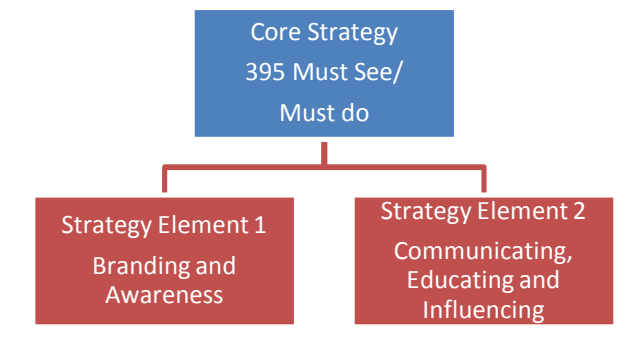 Core Strategy
395 Must See/
Must do
Strategy Element 1
Branding and
Awareness
Strategy Element 2
Communicating,
Educating and
Influencing